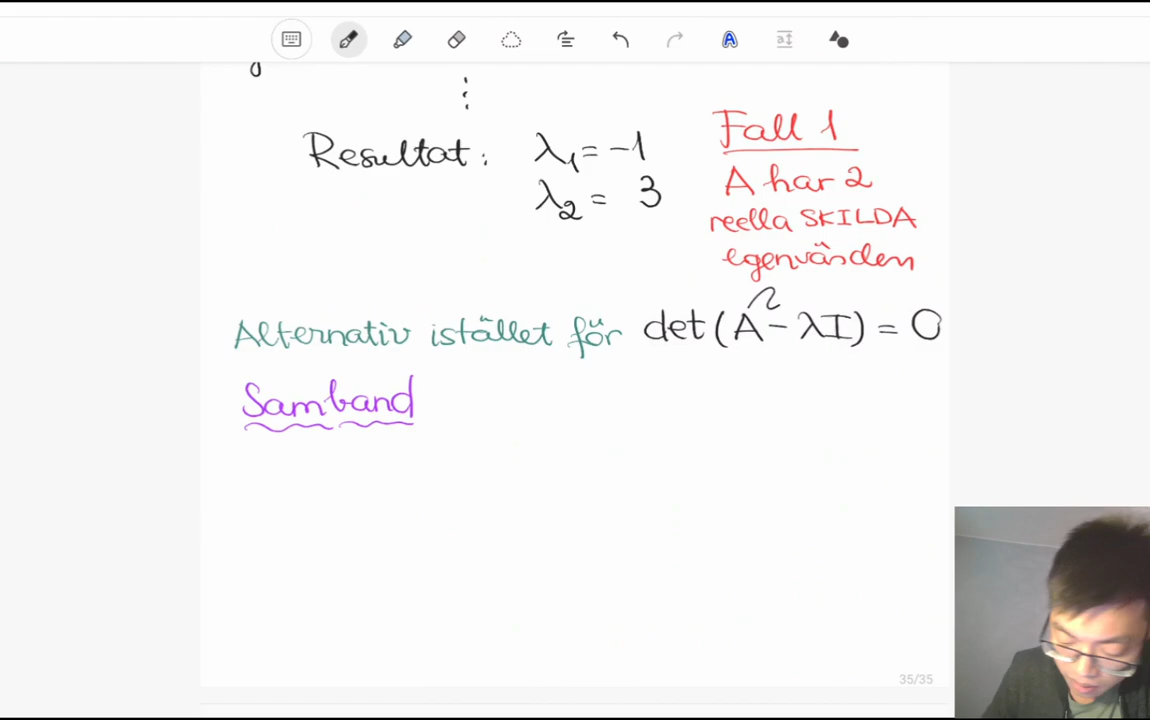 Resultat: λ₁ = -1
λ₂ = 3
Fall 1
A har 2
reella SKILDA
egenvärden
Alternativ istället för det(A - λI) = 0
Samband
35/35